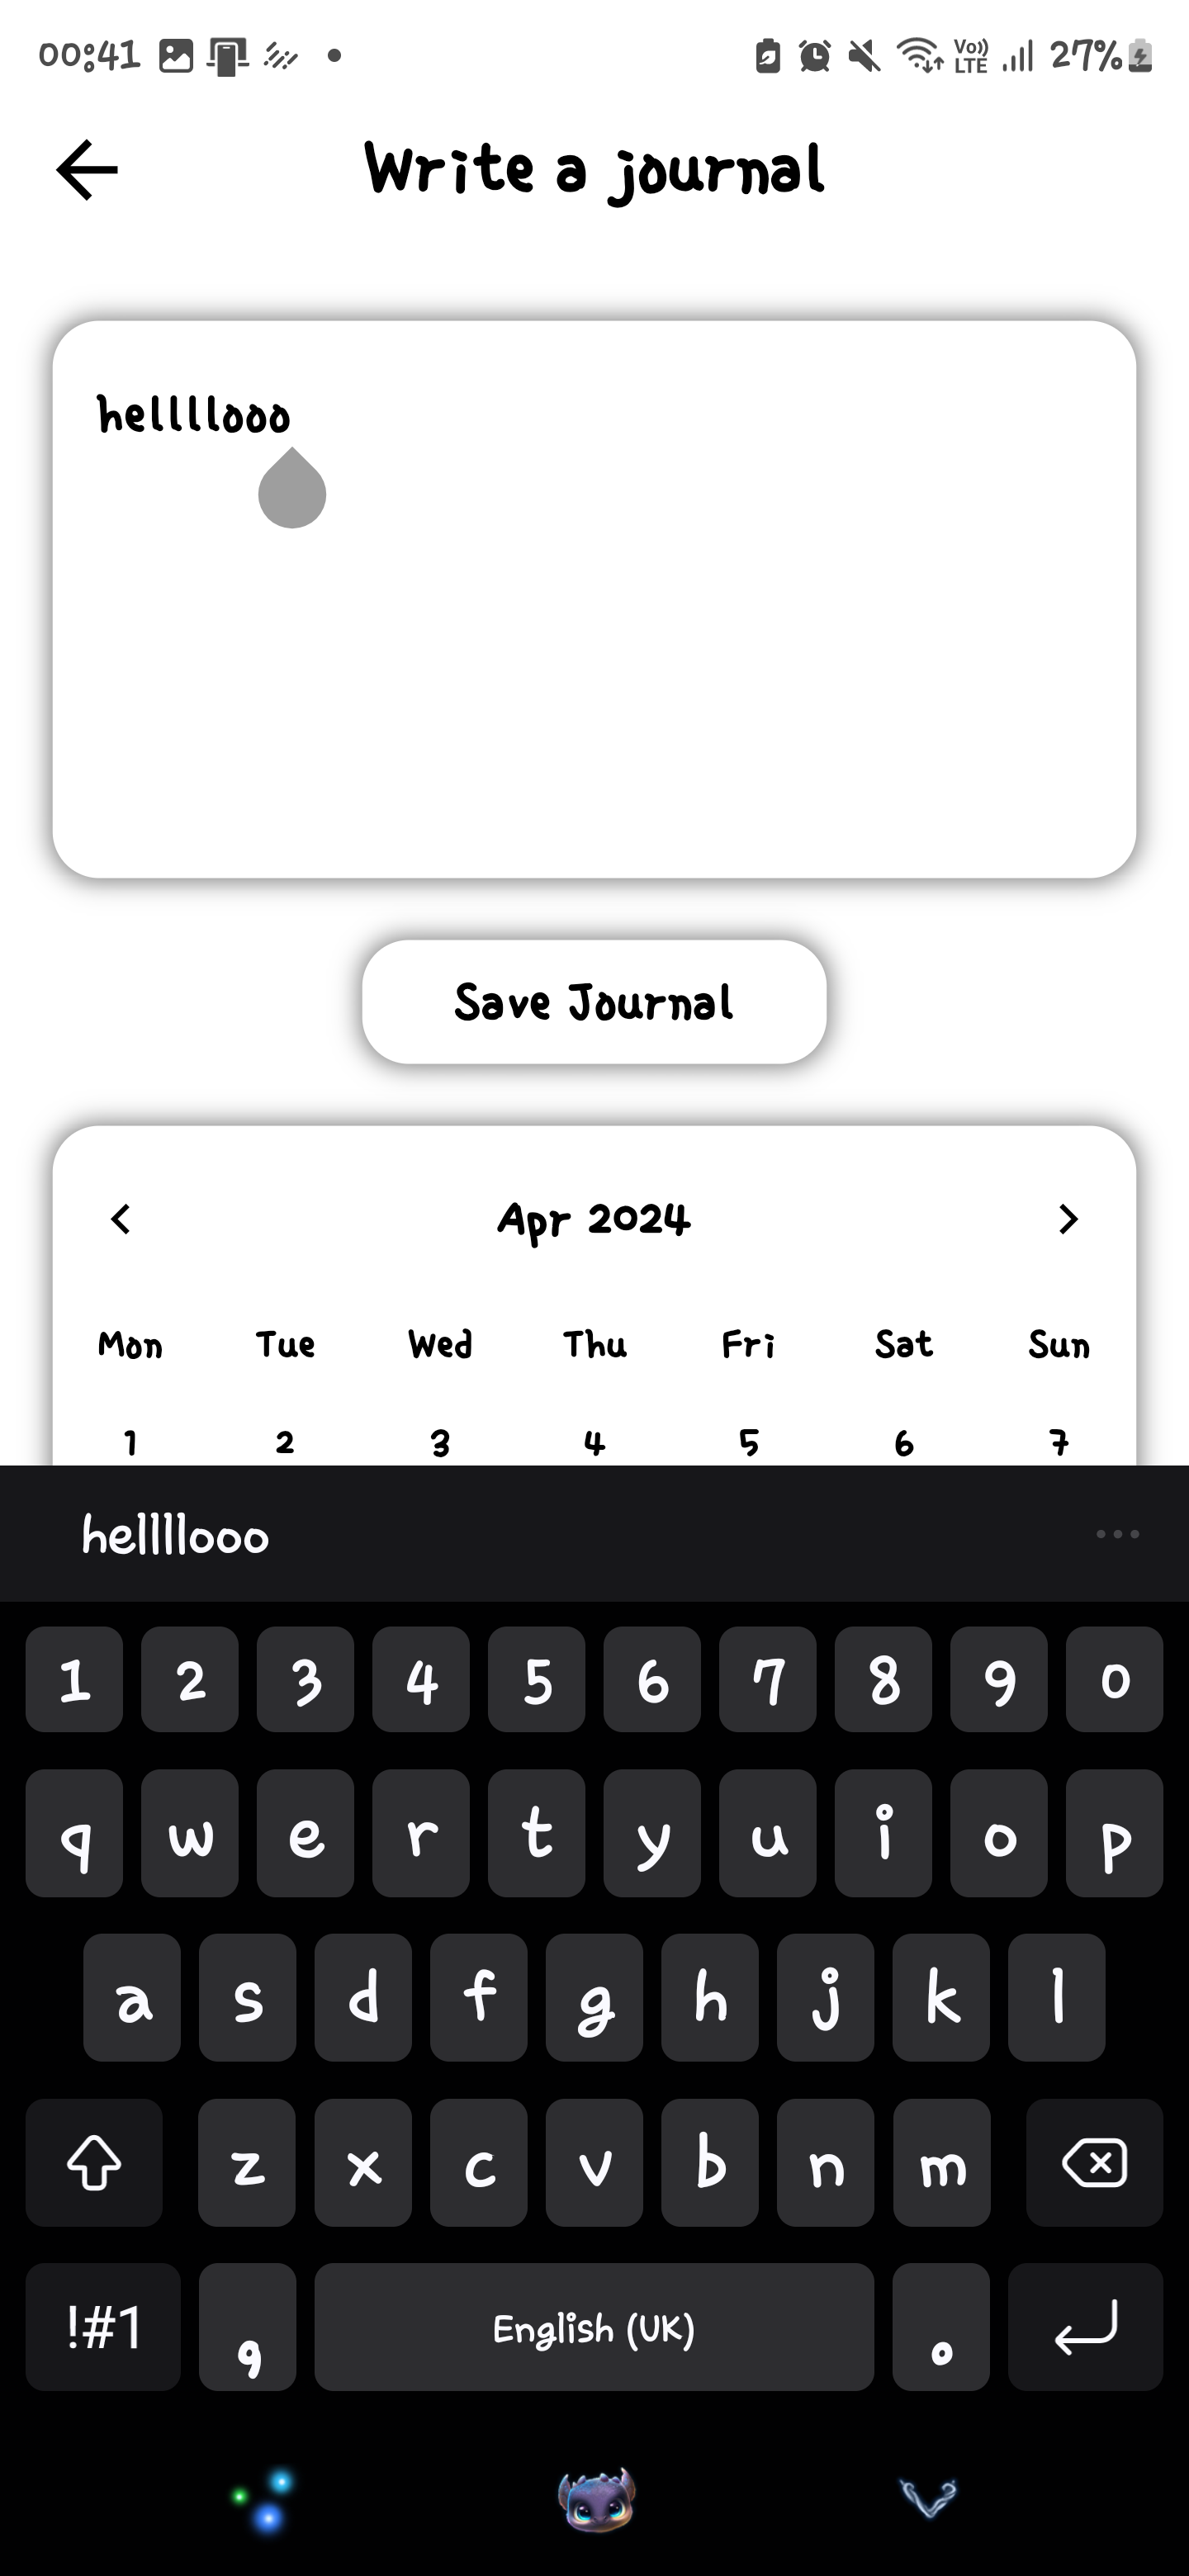 00:41
Vo)) LTE
27%
Write a journal
hellllooo
Save Journal
Apr 2024
Mon Tue Wed Thu Fri Sat Sun
1 2 3 4 5 6 7
hellllooo
1 2 3 4 5 6 7 8 9 0
q w e r t y u i o p
a s d f g h j k l
z x c v b n m
!#1 , English (UK) .